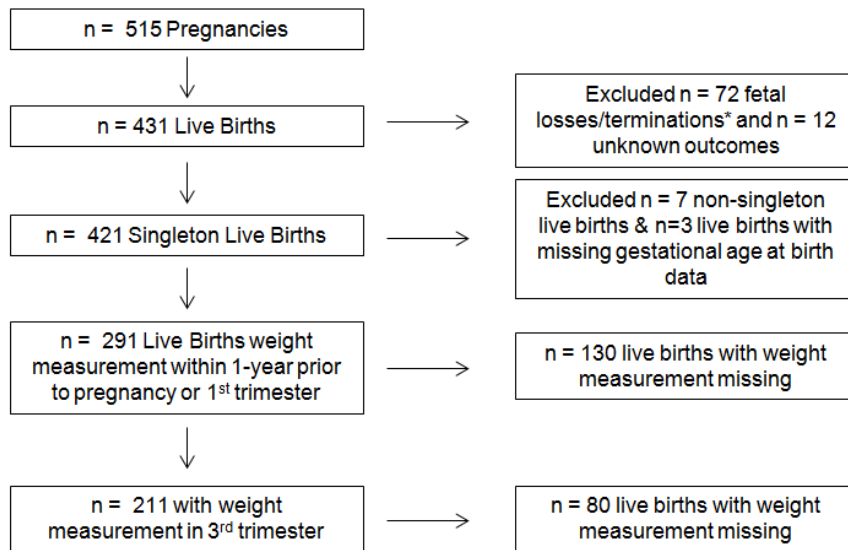 n = 515 Pregnancies
n = 431 Live Births
Excluded n = 72 fetal
losses/terminations* and n = 12
unknown outcomes
n = 421 Singleton Live Births
Excluded n = 7 non-singleton
live births & n=3 live births with
missing gestational age at birth
data
n = 291 Live Births weight
measurement within 1-year prior
to pregnancy or 1st trimester
n = 130 live births with weight
measurement missing
n = 211 with weight
measurement in 3rd trimester
n = 80 live births with weight
measurement missing